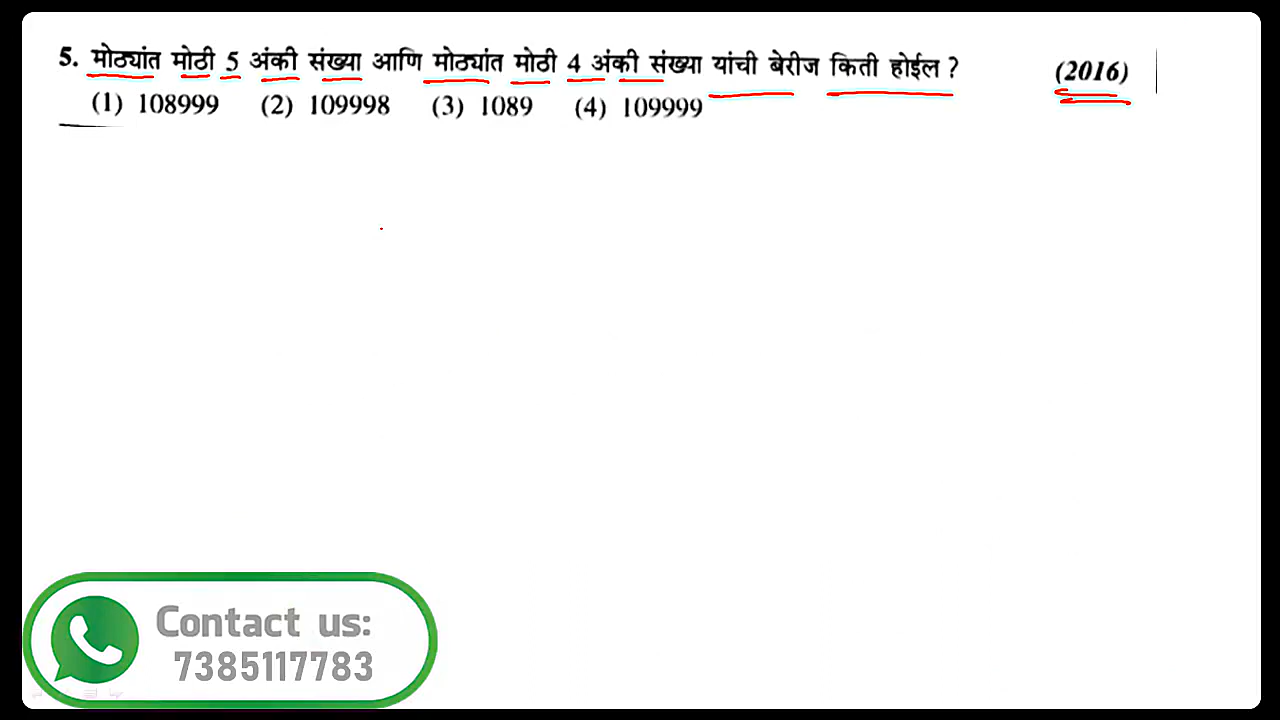 5. मोठ्यांत मोठी 5 अंकी संख्या आणि मोठ्यांत मोठी 4 अंकी संख्या यांची बेरीज किती होईल ? (2016)
(1) 108999 (2) 109998 (3) 1089 (4) 109999
Contact us:
7385117783